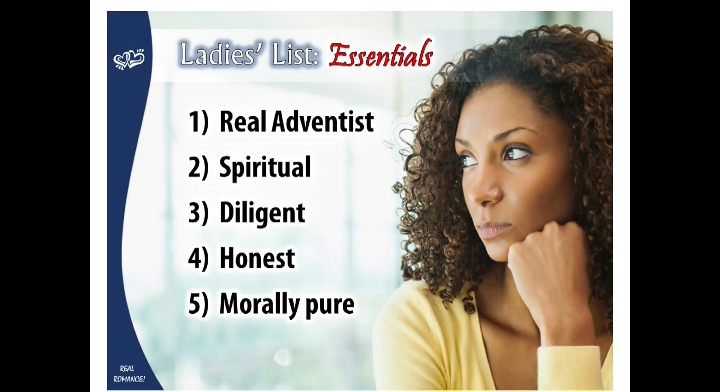 Ladies’ List: Essentials
1) Real Adventist
2) Spiritual
3) Diligent
4) Honest
5) Morally pure
REAL
ROMANCE!